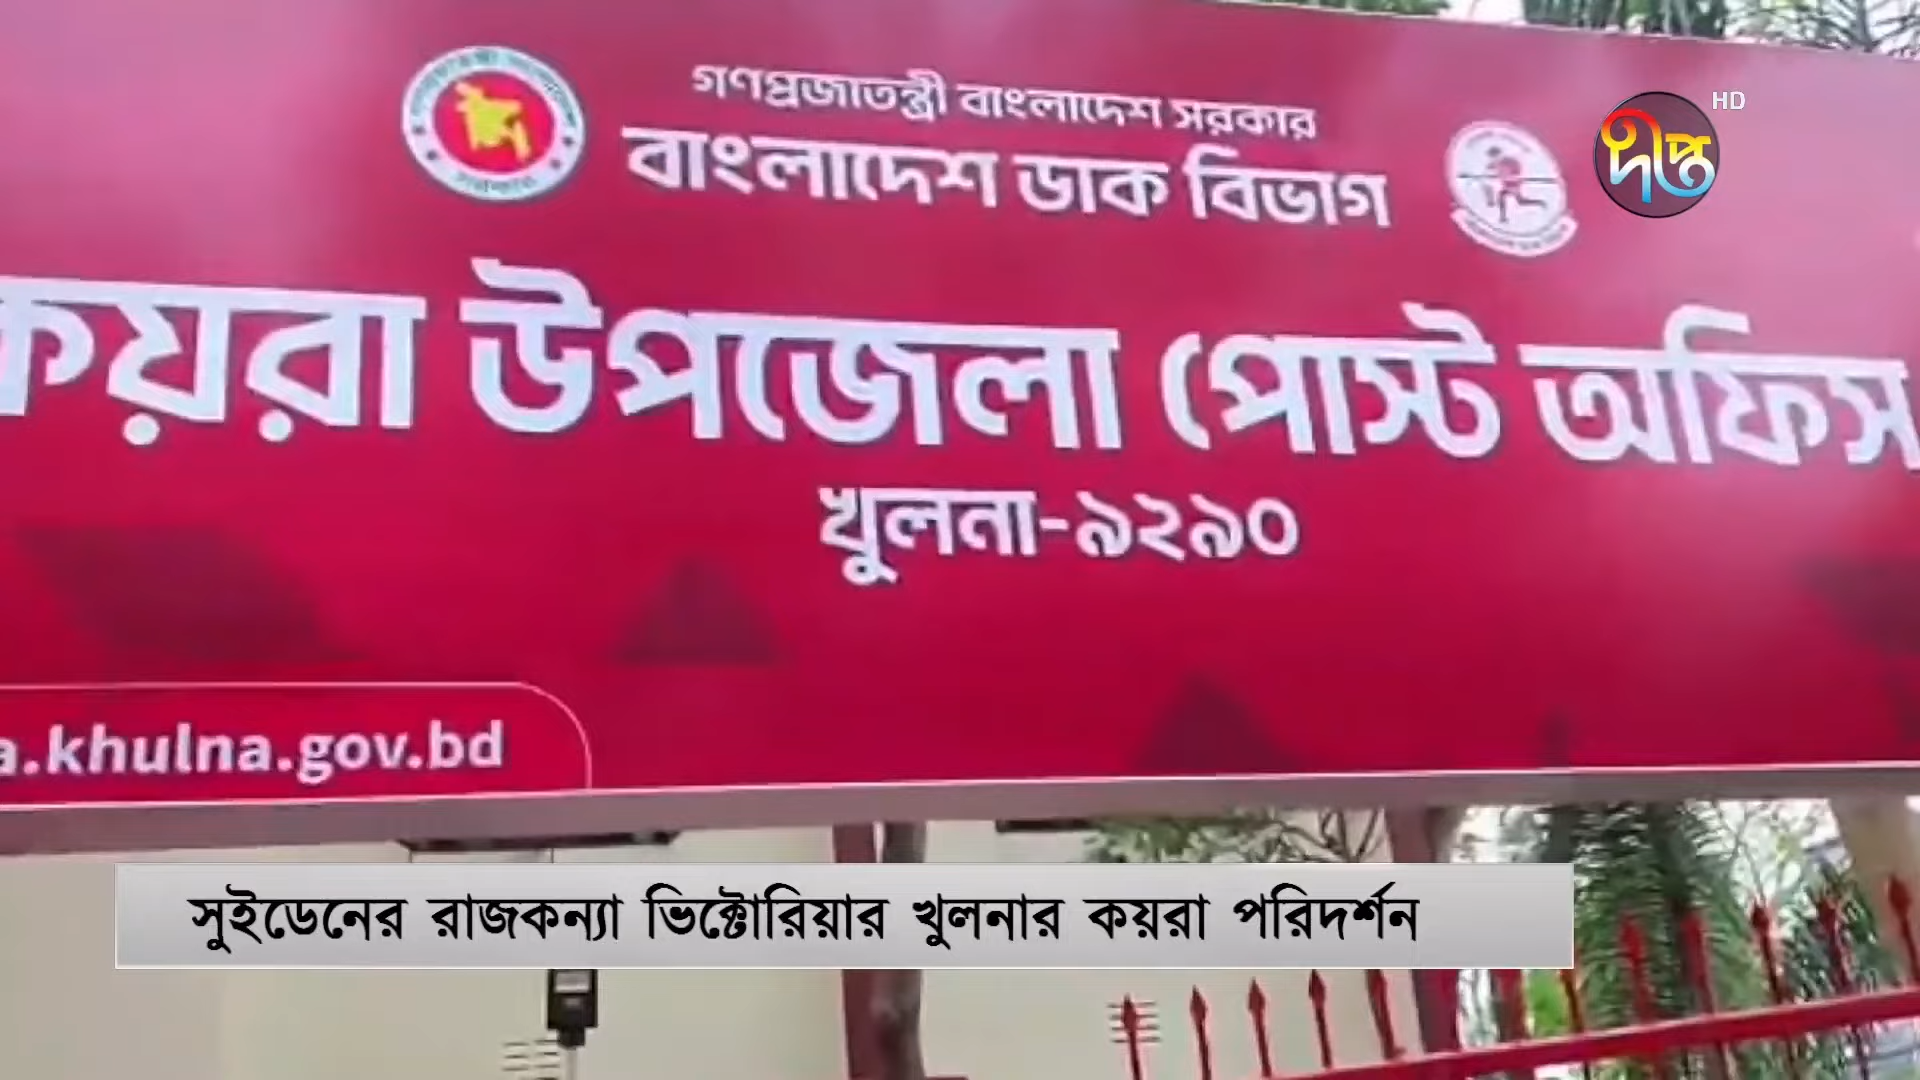 গণপ্রজাতন্ত্রী বাংলাদেশ সরকার
বাংলাদেশ ডাক বিভাগ
দীপ্ত
HD
কয়রা উপজেলা পোস্ট অফিস
খুলনা-৯২৯০
a.khulna.gov.bd
সুইডেনের রাজকন্যা ভিক্টোরিয়ার খুলনার কয়রা পরিদর্শন